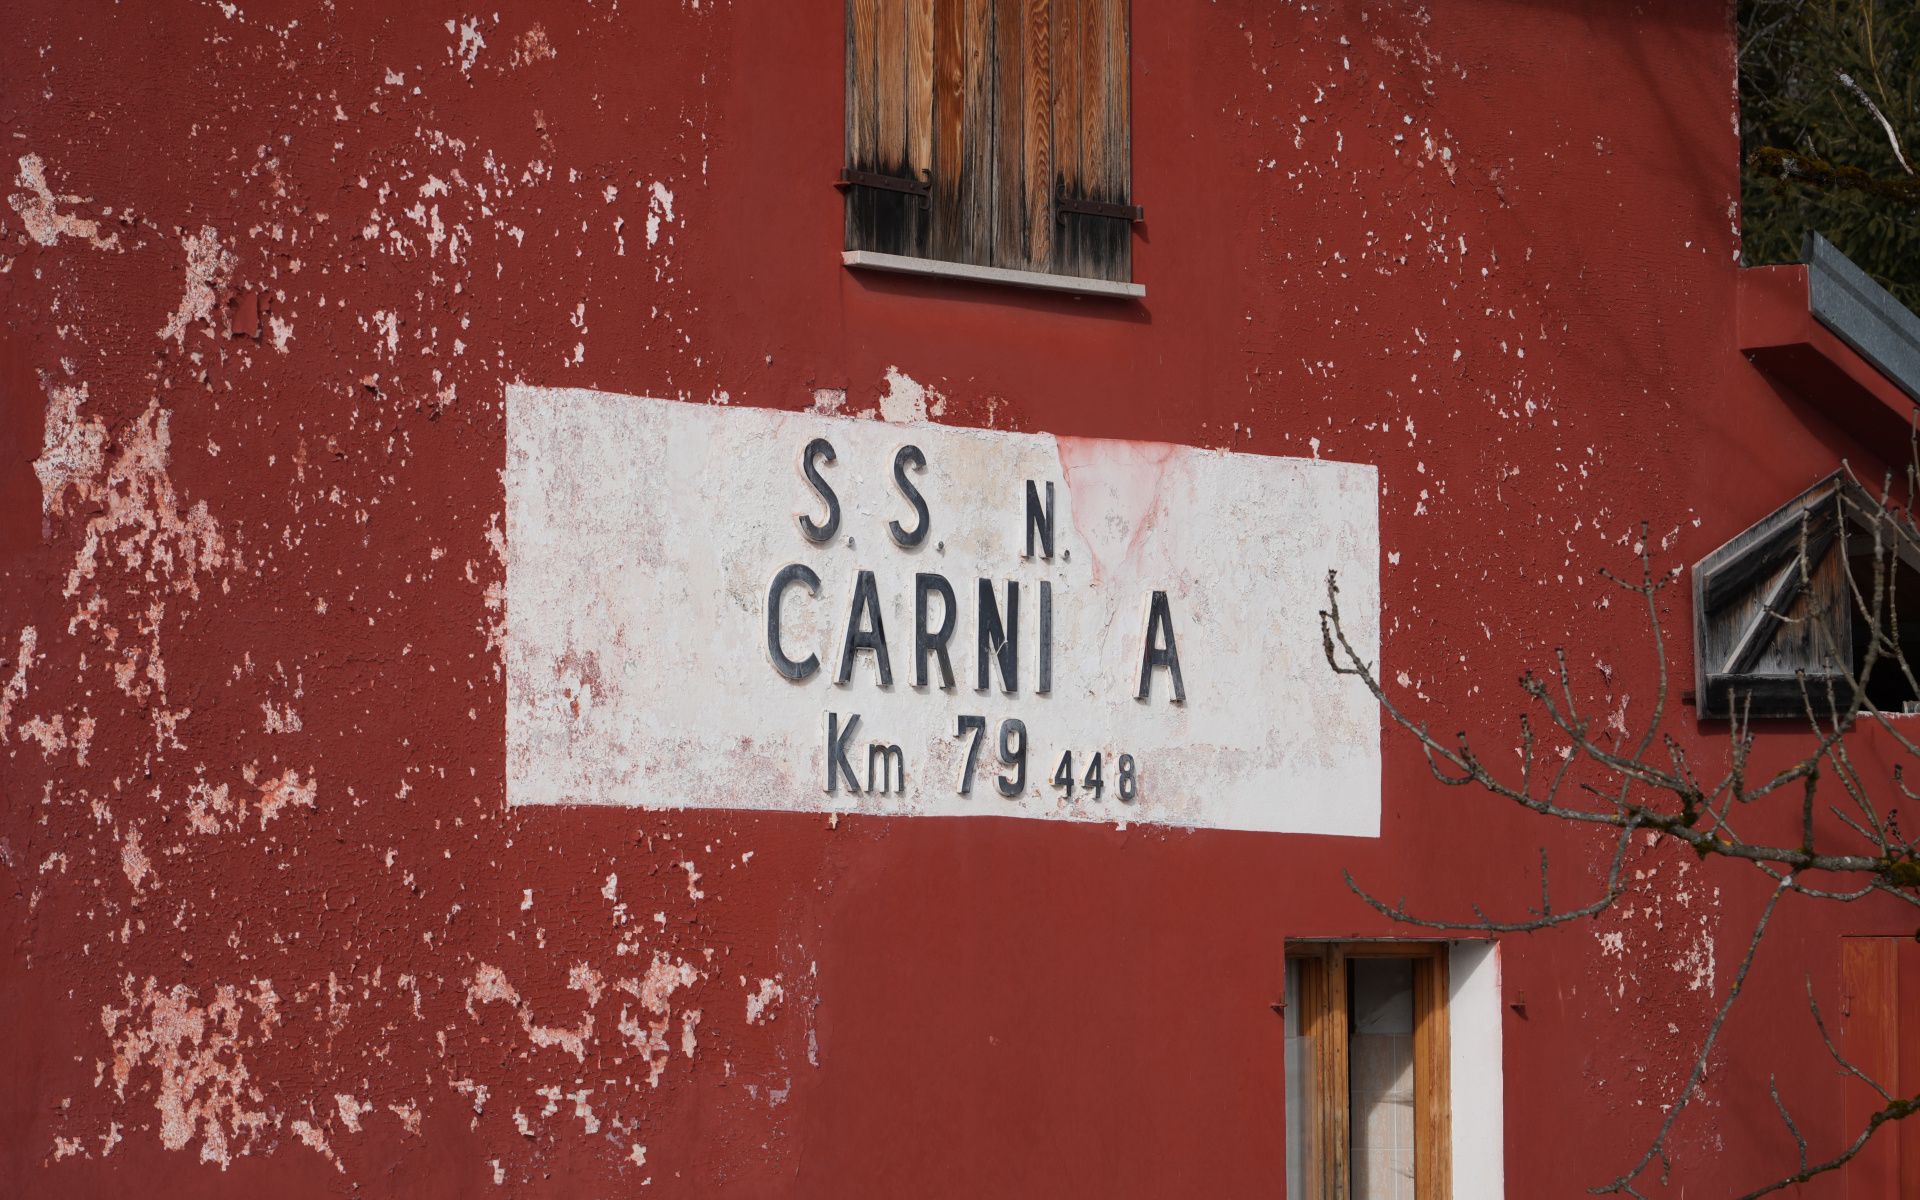 S. S. N.
CARNI A
Km 79 448